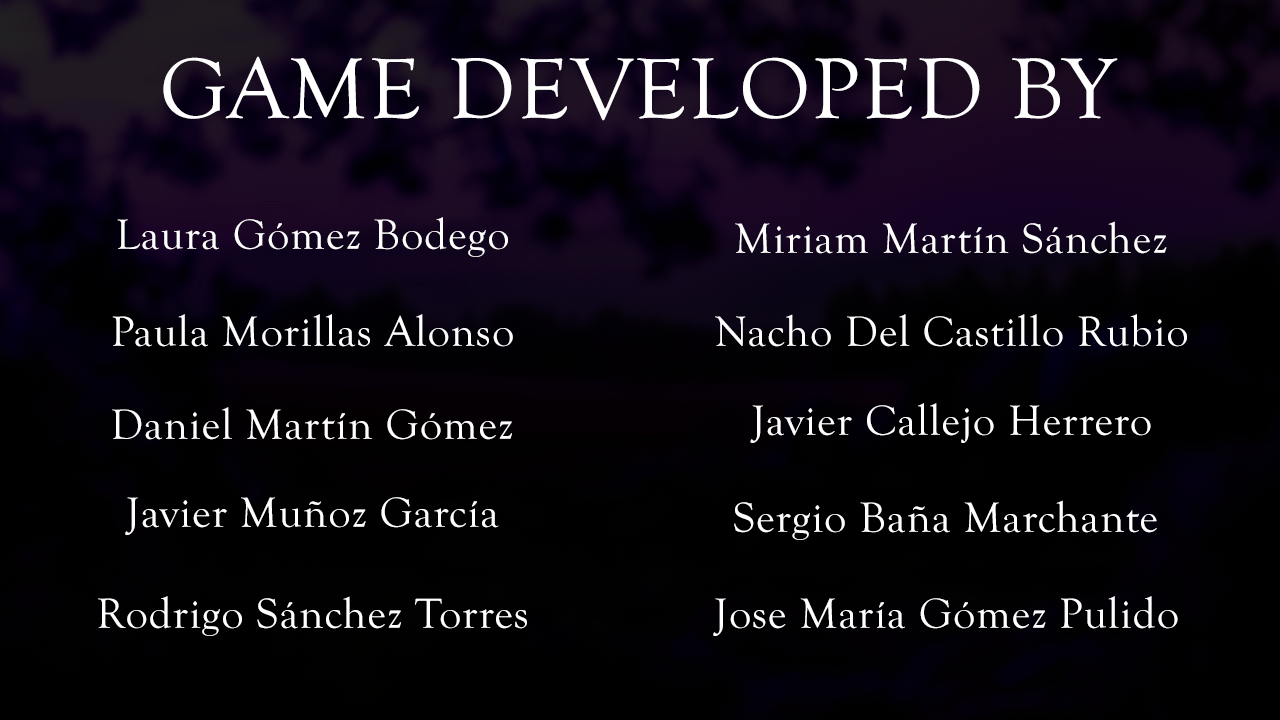 GAME DEVELOPED BY
Laura Gómez Bodego
Miriam Martín Sánchez
Paula Morillas Alonso
Nacho Del Castillo Rubio
Daniel Martín Gómez
Javier Callejo Herrero
Javier Muñoz García
Sergio Baña Marchante
Rodrigo Sánchez Torres
Jose María Gómez Pulido